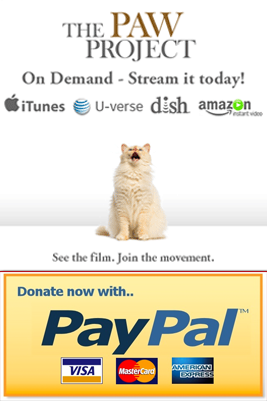 THE PAW
PROJECT
On Demand - Stream it today!
iTunes at&t U-verse dish amazon
instant video
See the film. Join the movement.
Donate now with..
PayPal™
VISA MasterCard AMERICAN EXPRESS